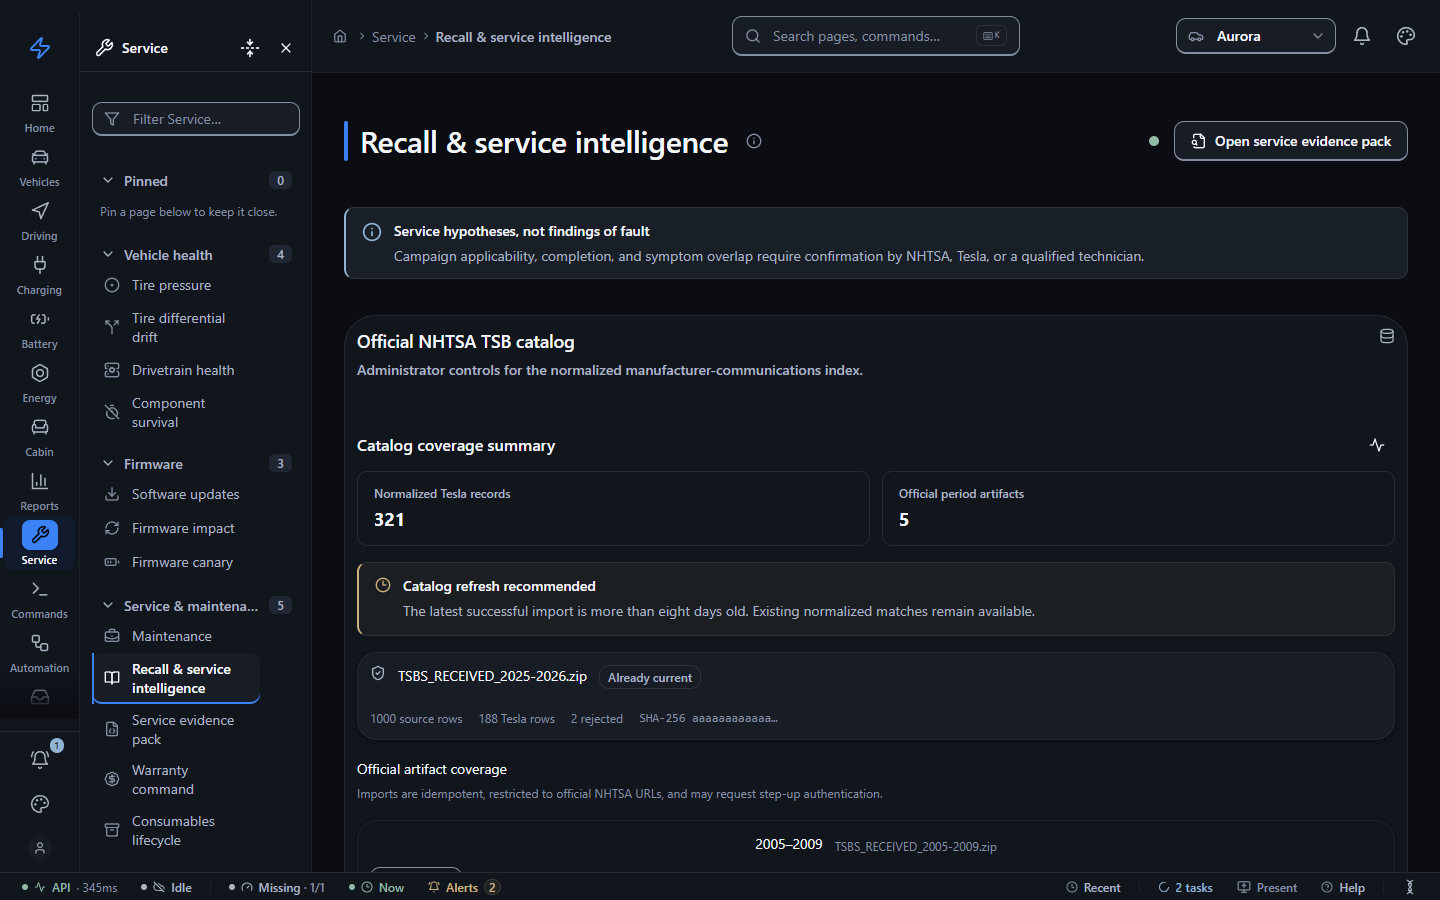 Service
Service
Recall & service intelligence
Search pages, commands...
K
Aurora
Home
Vehicles
Driving
Charging
Battery
Energy
Cabin
Reports
Service
Commands
Automation
1
Filter Service...
Pinned
0
Pin a page below to keep it close.
Vehicle health
4
Tire pressure
Tire differential
drift
Drivetrain health
Component
survival
Firmware
3
Software updates
Firmware impact
Firmware canary
Service & maintena...
5
Maintenance
Recall & service
intelligence
Service evidence
pack
Warranty
command
Consumables
lifecycle
Recall & service intelligence
Open service evidence pack
Service hypotheses, not findings of fault
Campaign applicability, completion, and symptom overlap require confirmation by NHTSA, Tesla, or a qualified technician.
Official NHTSA TSB catalog
Administrator controls for the normalized manufacturer-communications index.
Catalog coverage summary
Normalized Tesla records
321
Official period artifacts
5
Catalog refresh recommended
The latest successful import is more than eight days old. Existing normalized matches remain available.
TSBS_RECEIVED_2025-2026.zip
Already current
1000 source rows
188 Tesla rows
2 rejected
SHA-256 aaaaaaaaaaaa…
Official artifact coverage
Imports are idempotent, restricted to official NHTSA URLs, and may request step-up authentication.
2005–2009
TSBS_RECEIVED_2005-2009.zip
API · 345ms
Idle
Missing · 1/1
Now
Alerts 2
Recent
2 tasks
Present
Help